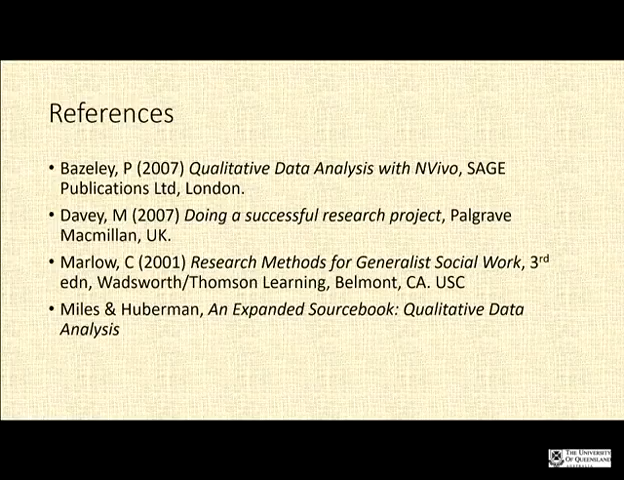 References
• Bazeley, P (2007) Qualitative Data Analysis with NVivo, SAGE
Publications Ltd, London.
• Davey, M (2007) Doing a successful research project, Palgrave
Macmillan, UK.
• Marlow, C (2001) Research Methods for Generalist Social Work, 3rd
edn, Wadsworth/Thomson Learning, Belmont, CA. USC
• Miles & Huberman, An Expanded Sourcebook: Qualitative Data
Analysis
THE UNIVERSITY
OF QUEENSLAND
AUSTRALIA